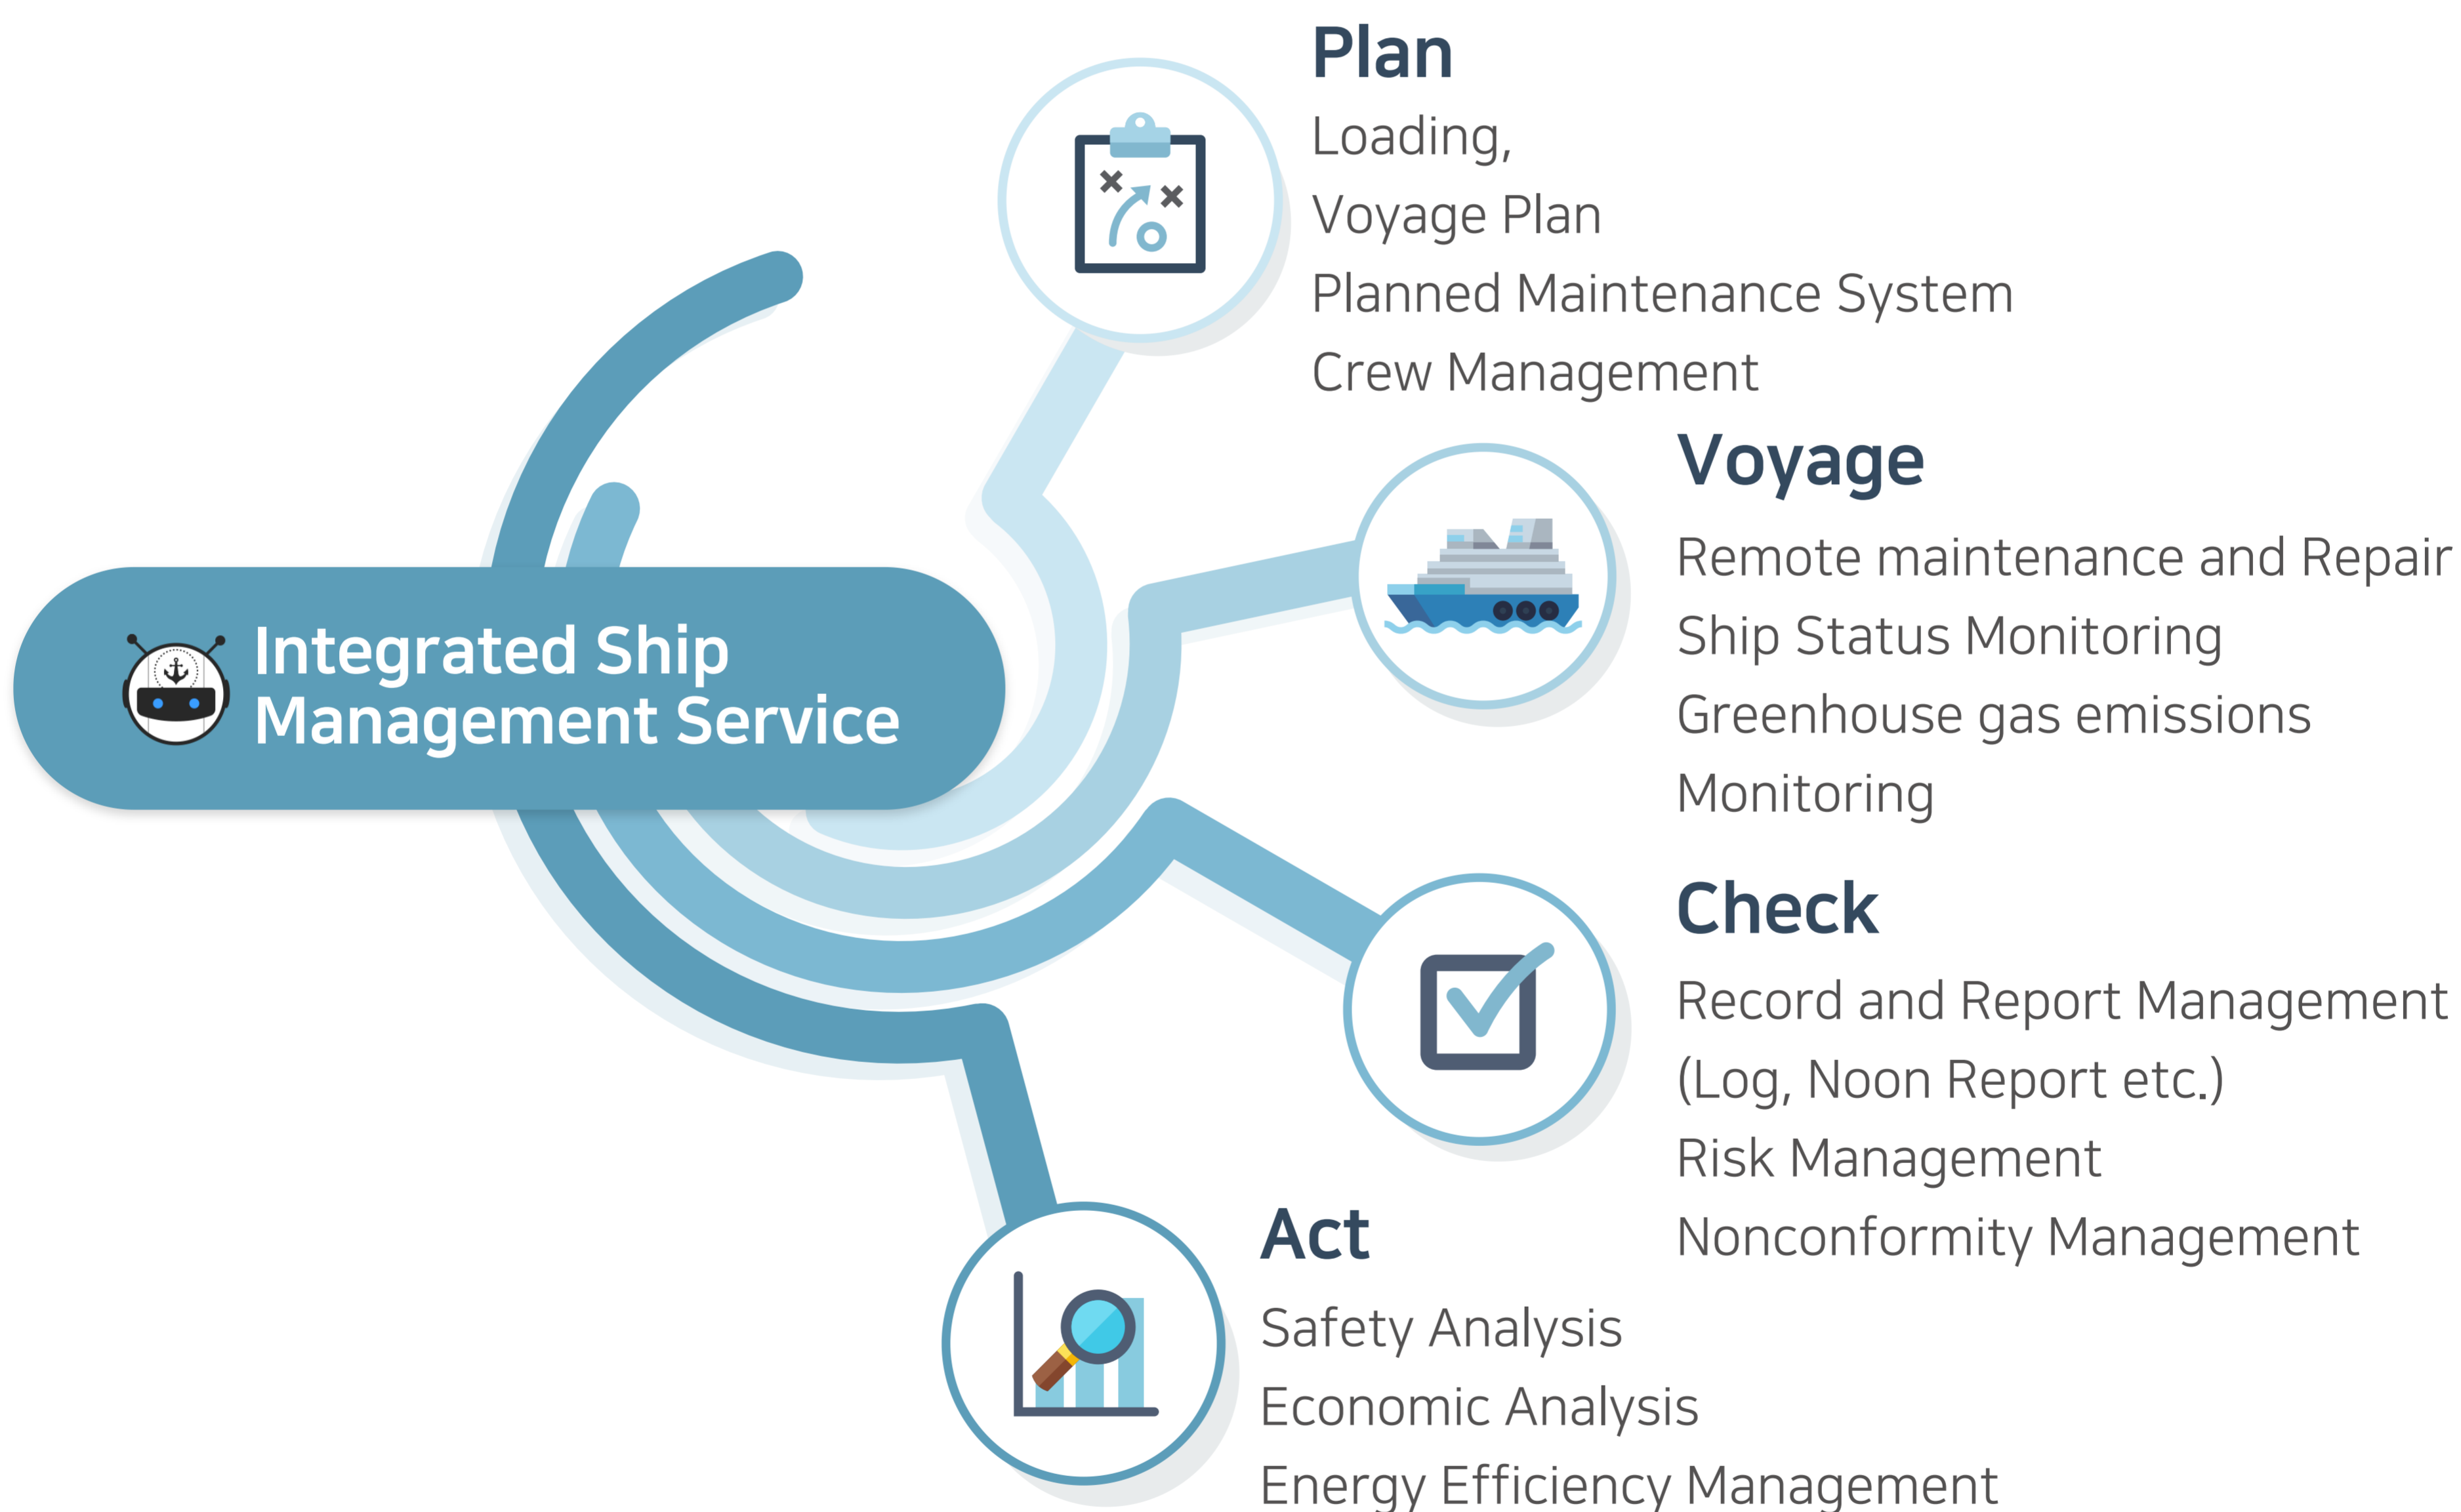 Integrated Ship
Management Service
Plan
Loading,
Voyage Plan
Planned Maintenance System
Crew Management
Voyage
Remote maintenance and Repair
Ship Status Monitoring
Greenhouse gas emissions
Monitoring
Check
Record and Report Management
(Log, Noon Report etc.)
Risk Management
Nonconformity Management
Act
Safety Analysis
Economic Analysis
Energy Efficiency Management